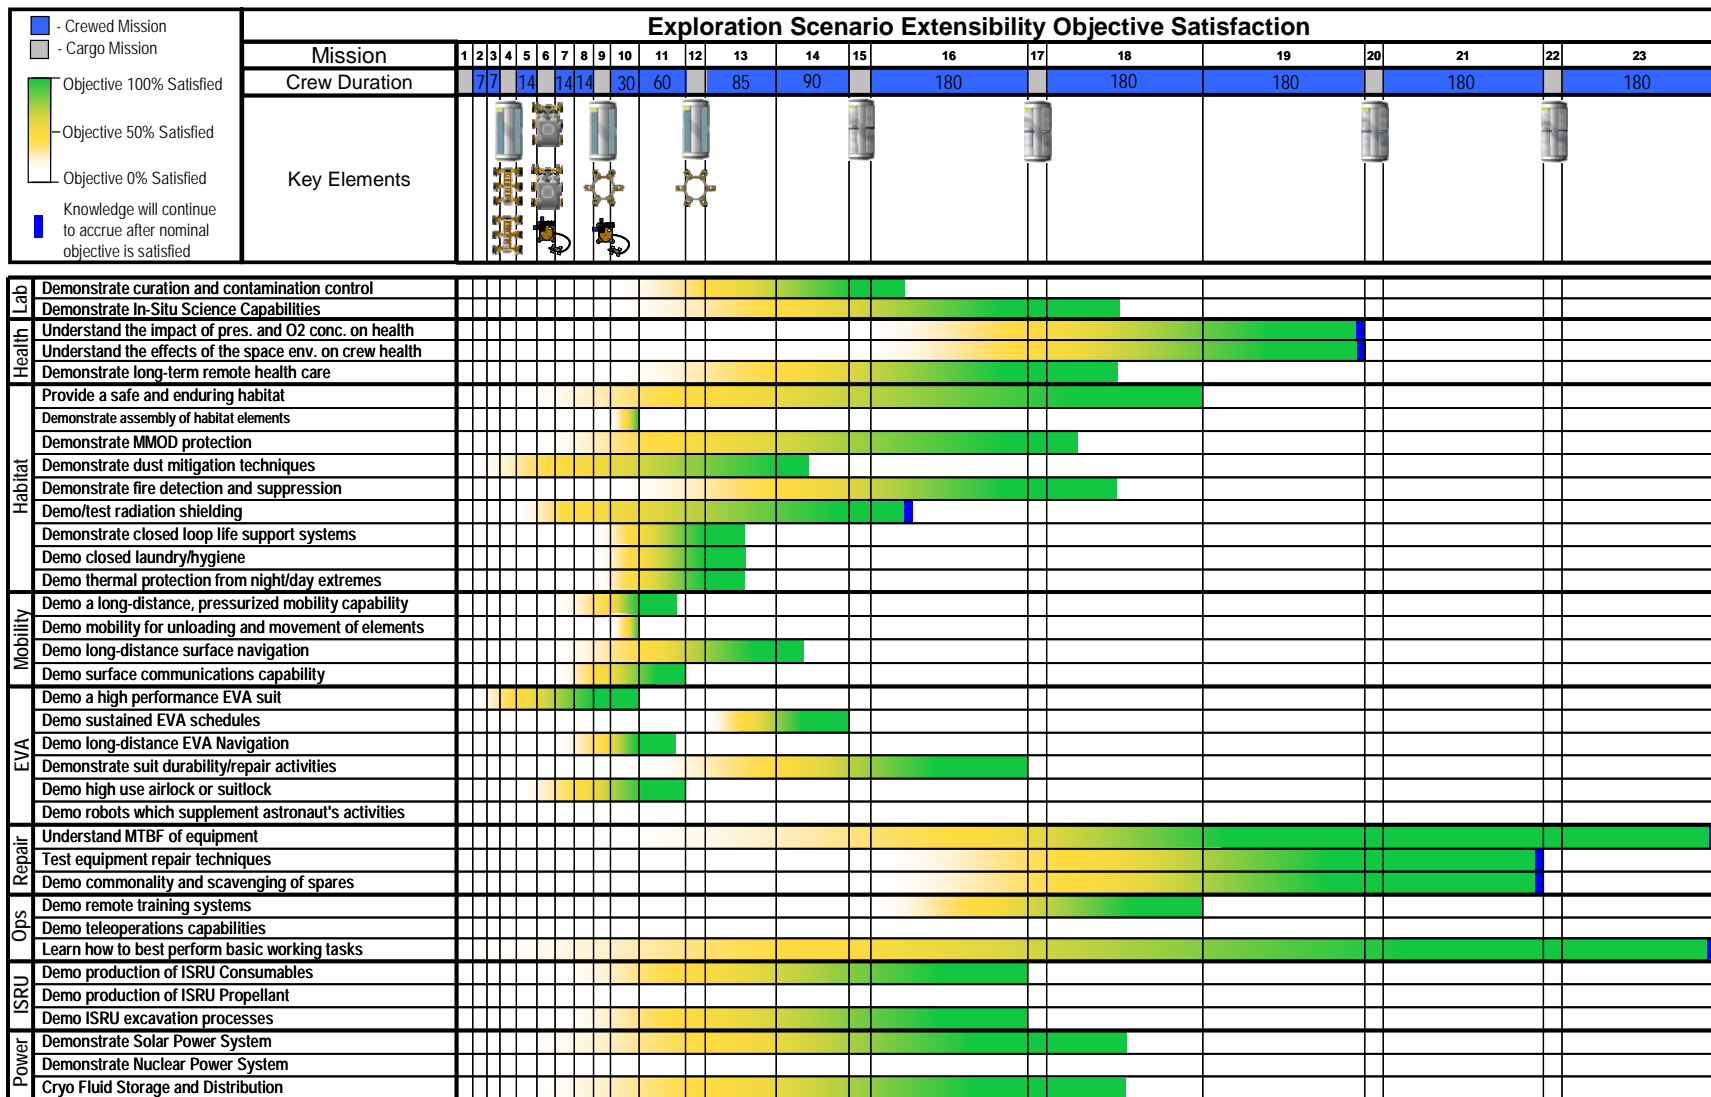 - Crewed Mission
- Cargo Mission
Objective 100% Satisfied
Objective 50% Satisfied
Objective 0% Satisfied
Knowledge will continue
to accrue after nominal
objective is satisfied
Exploration Scenario Extensibility Objective Satisfaction
Mission 1 2 3 4 5 6 7 8 9 10 11 12 13 14 15 16 17 18 19 20 21 22 23
Crew Duration 7 7 14 14 14 30 60 85 90 180 180 180 180 180
Key Elements
Lab
Demonstrate curation and contamination control
Demonstrate In-Situ Science Capabilities
Health
Understand the impact of pres. and O2 conc. on health
Understand the effects of the space env. on crew health
Demonstrate long-term remote health care
Habitat
Provide a safe and enduring habitat
Demonstrate assembly of habitat elements
Demonstrate MMOD protection
Demonstrate dust mitigation techniques
Demonstrate fire detection and suppression
Demo/test radiation shielding
Demonstrate closed loop life support systems
Demo closed laundry/hygiene
Demo thermal protection from night/day extremes
Mobility
Demo a long-distance, pressurized mobility capability
Demo mobility for unloading and movement of elements
Demo long-distance surface navigation
Demo surface communications capability
EVA
Demo a high performance EVA suit
Demo sustained EVA schedules
Demo long-distance EVA Navigation
Demonstrate suit durability/repair activities
Demo high use airlock or suitlock
Demo robots which supplement astronaut's activities
Repair
Understand MTBF of equipment
Test equipment repair techniques
Demo commonality and scavenging of spares
Ops
Demo remote training systems
Demo teleoperations capabilities
Learn how to best perform basic working tasks
ISRU
Demo production of ISRU Consumables
Demo production of ISRU Propellant
Demo ISRU excavation processes
Power
Demonstrate Solar Power System
Demonstrate Nuclear Power System
Cryo Fluid Storage and Distribution